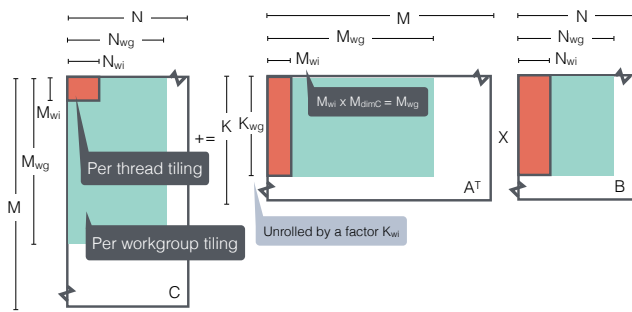 N
N_wg
N_wi
M
M_wg
M_wi
Per thread tiling
Per workgroup tiling
C
+=
M
M_wg
M_wi
K
K_wg
M_wi x M_dimC = M_wg
A^T
Unrolled by a factor K_wi
X
N
N_wg
N_wi
B